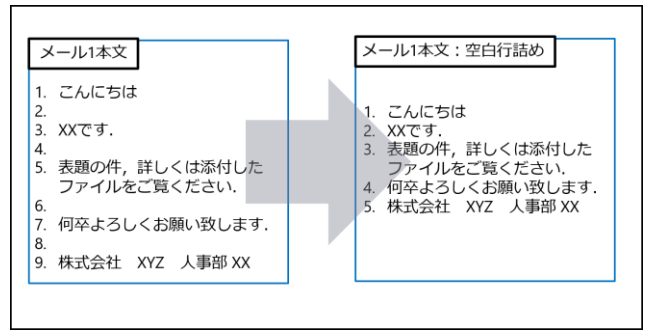 メール1本文
1. こんにちは
2.
3. XXです.
4.
5. 表題の件，詳しくは添付した
ファイルをご覧ください.
6.
7. 何卒よろしくお願い致します.
8.
9. 株式会社　XYZ　人事部 XX
メール1本文：空白行詰め
1. こんにちは
2. XXです.
3. 表題の件，詳しくは添付した
ファイルをご覧ください.
4. 何卒よろしくお願い致します.
5. 株式会社　XYZ　人事部 XX